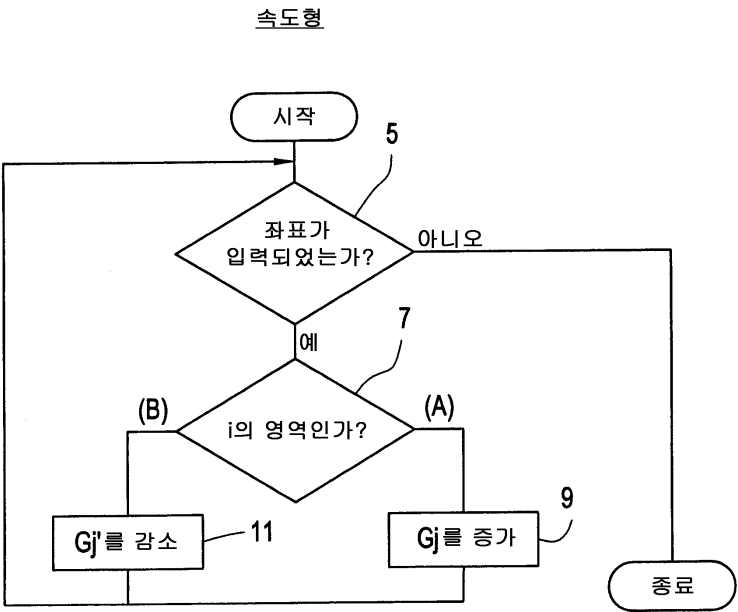 속도형
시작
5
좌표가
입력되었는가?
아니오
예
7
(B)
(A)
i의 영역인가?
Gj'를 감소
11
Gj를 증가
9
종료